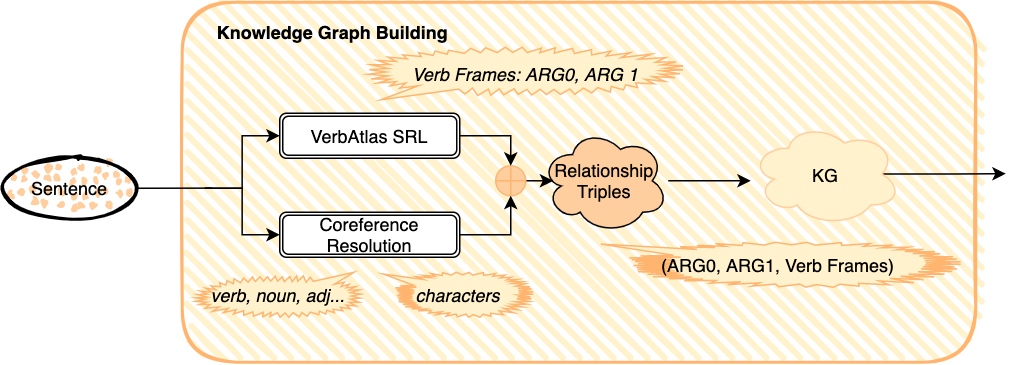 Knowledge Graph Building
Verb Frames: ARG0, ARG 1
VerbAtlas SRL
Sentence
Relationship
Triples
KG
Coreference
Resolution
(ARG0, ARG1, Verb Frames)
verb, noun, adj...
characters